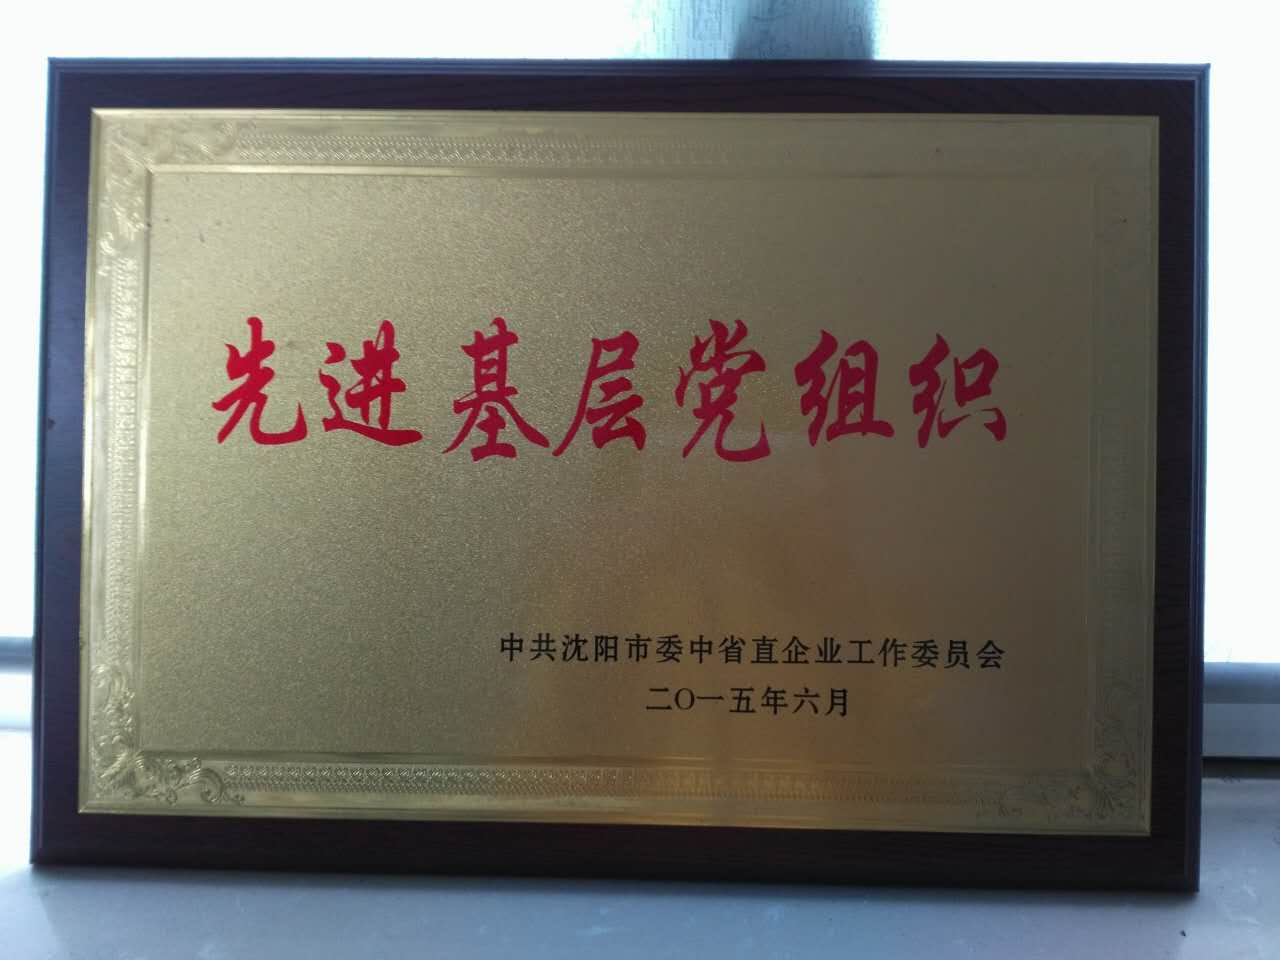 先进基层党组织
中共沈阳市委中省直企业工作委员会
二〇一五年六月